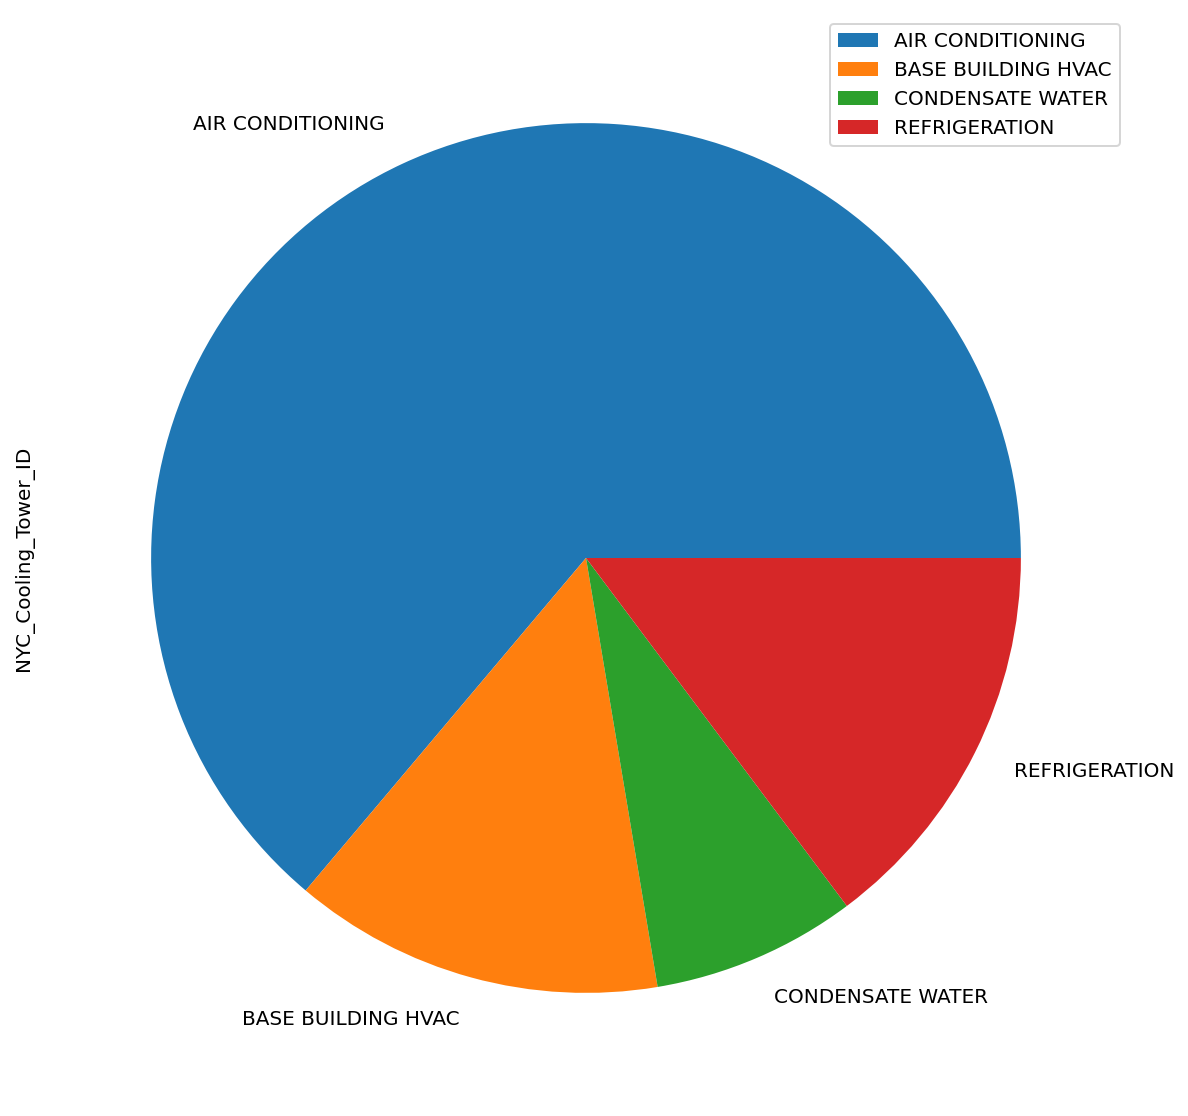 AIR CONDITIONING
BASE BUILDING HVAC
CONDENSATE WATER
REFRIGERATION
AIR CONDITIONING
NYC_Cooling_Tower_ID
REFRIGERATION
CONDENSATE WATER
BASE BUILDING HVAC